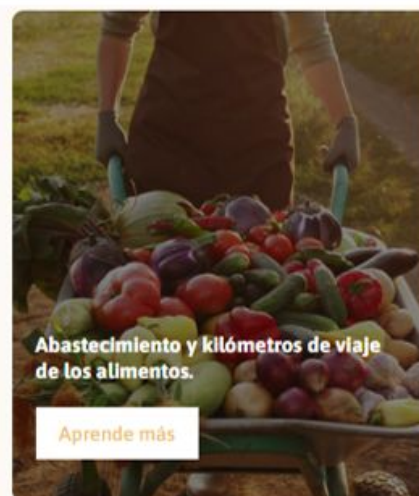 Abastecimiento y kilómetros de viaje
de los alimentos.
Aprende más